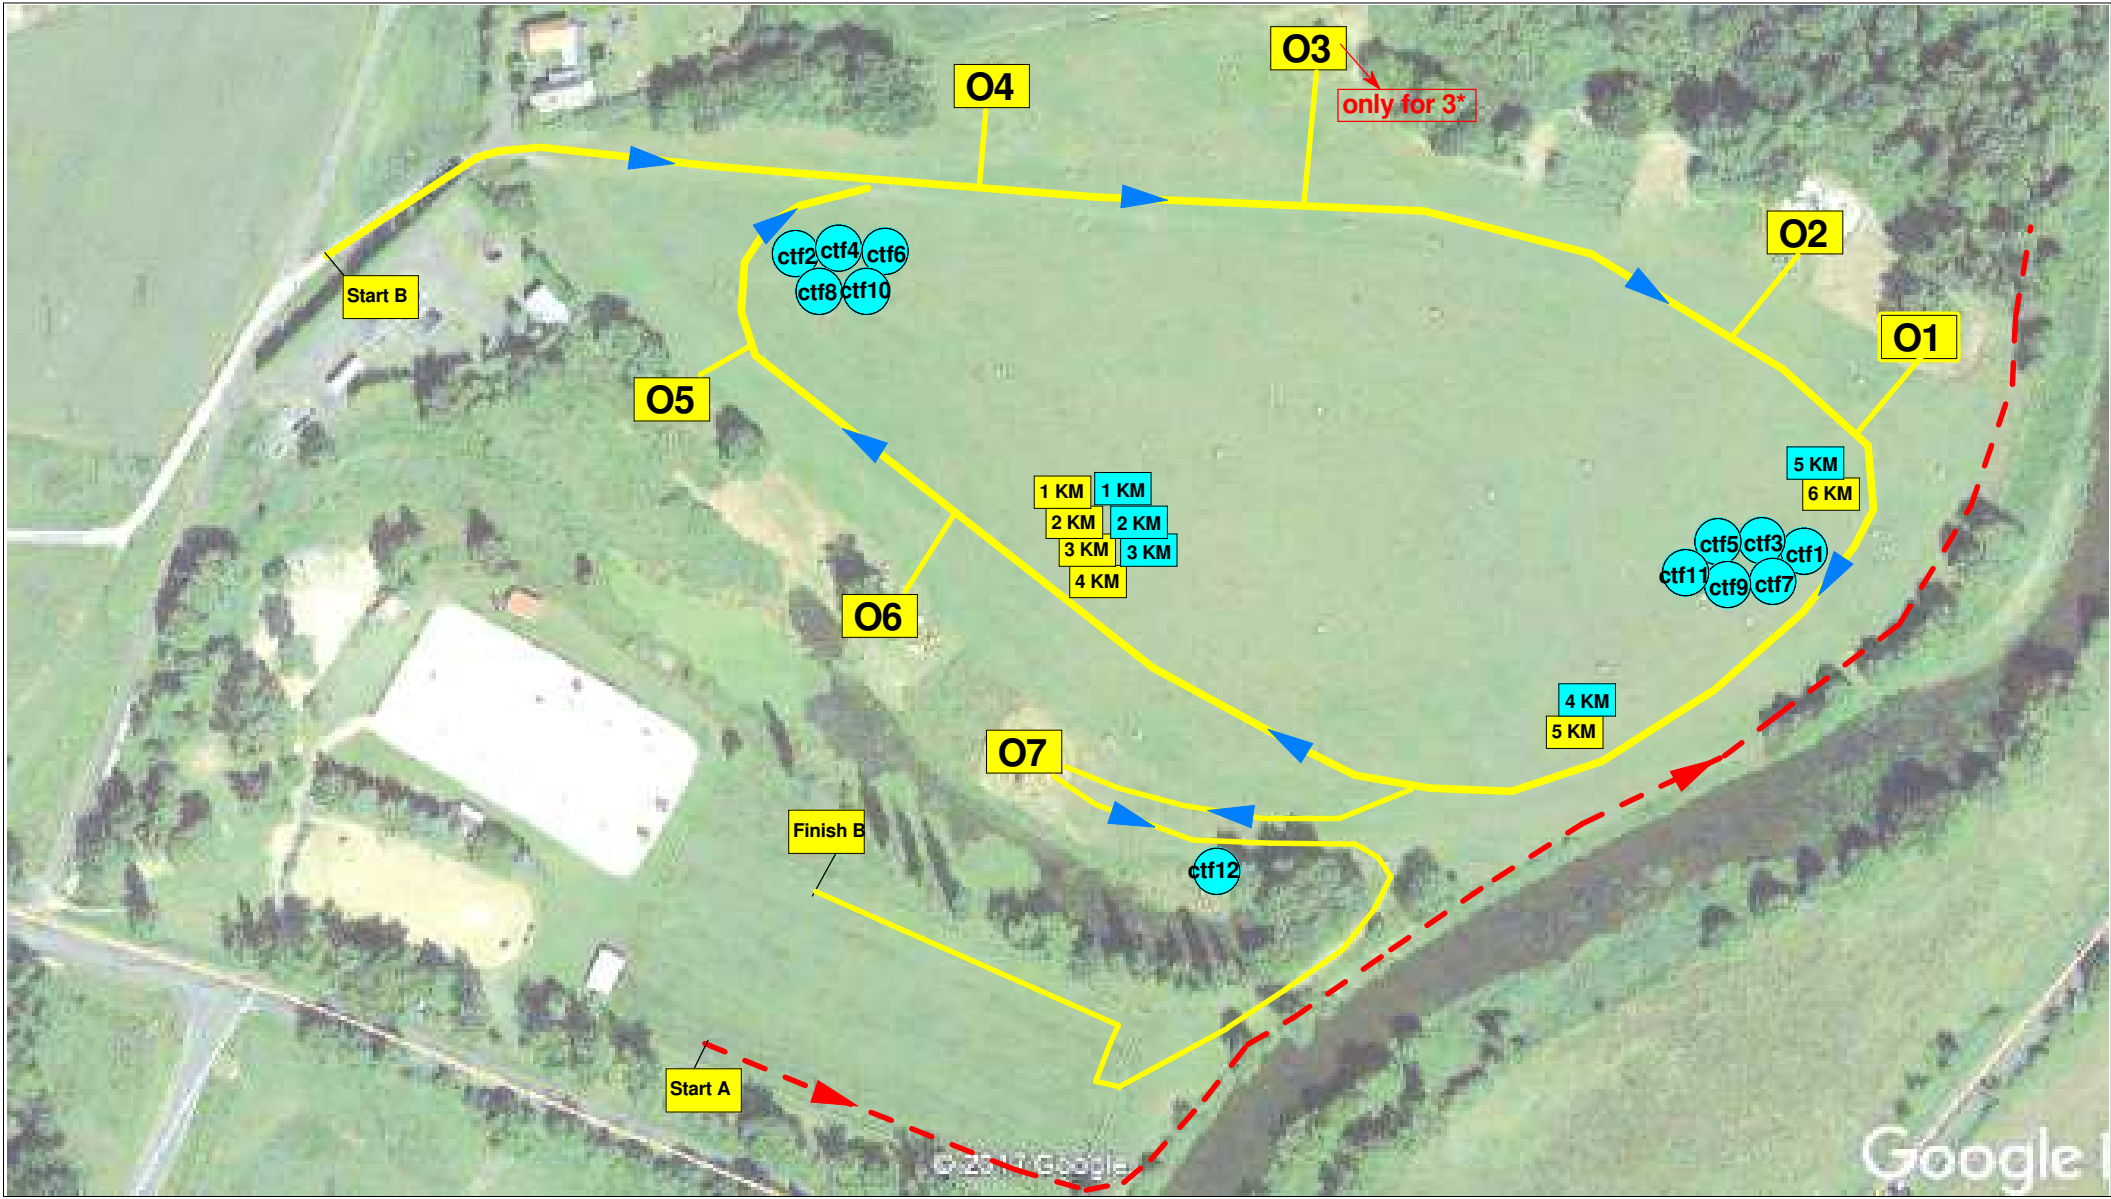 O3
O4
only for 3*
O2
ctf2
ctf4
ctf6
ctf8
ctf10
Start B
O1
O5
5 KM
6 KM
1 KM
1 KM
2 KM
2 KM
3 KM
3 KM
4 KM
ctf5
ctf3
ctf1
ctf11
ctf9
ctf7
O6
4 KM
5 KM
O7
Finish B
ctf12
Start A
Google